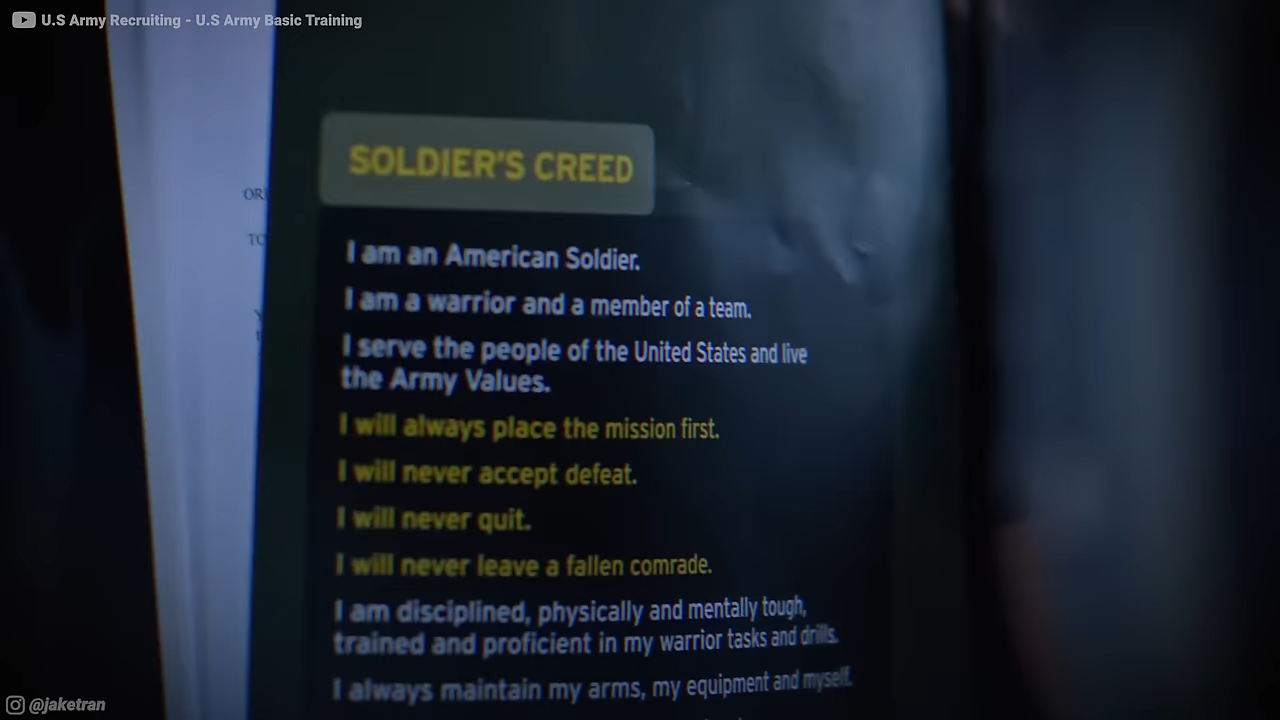 U.S Army Recruiting - U.S Army Basic Training
SOLDIER'S CREED
I am an American Soldier.
I am a warrior and a member of a team.
I serve the people of the United States and live
the Army Values.
I will always place the mission first.
I will never accept defeat.
I will never quit.
I will never leave a fallen comrade.
I am disciplined, physically and mentally tough,
trained and proficient in my warrior tasks and drills.
I always maintain my arms, my equipment and myself.
@jaketran